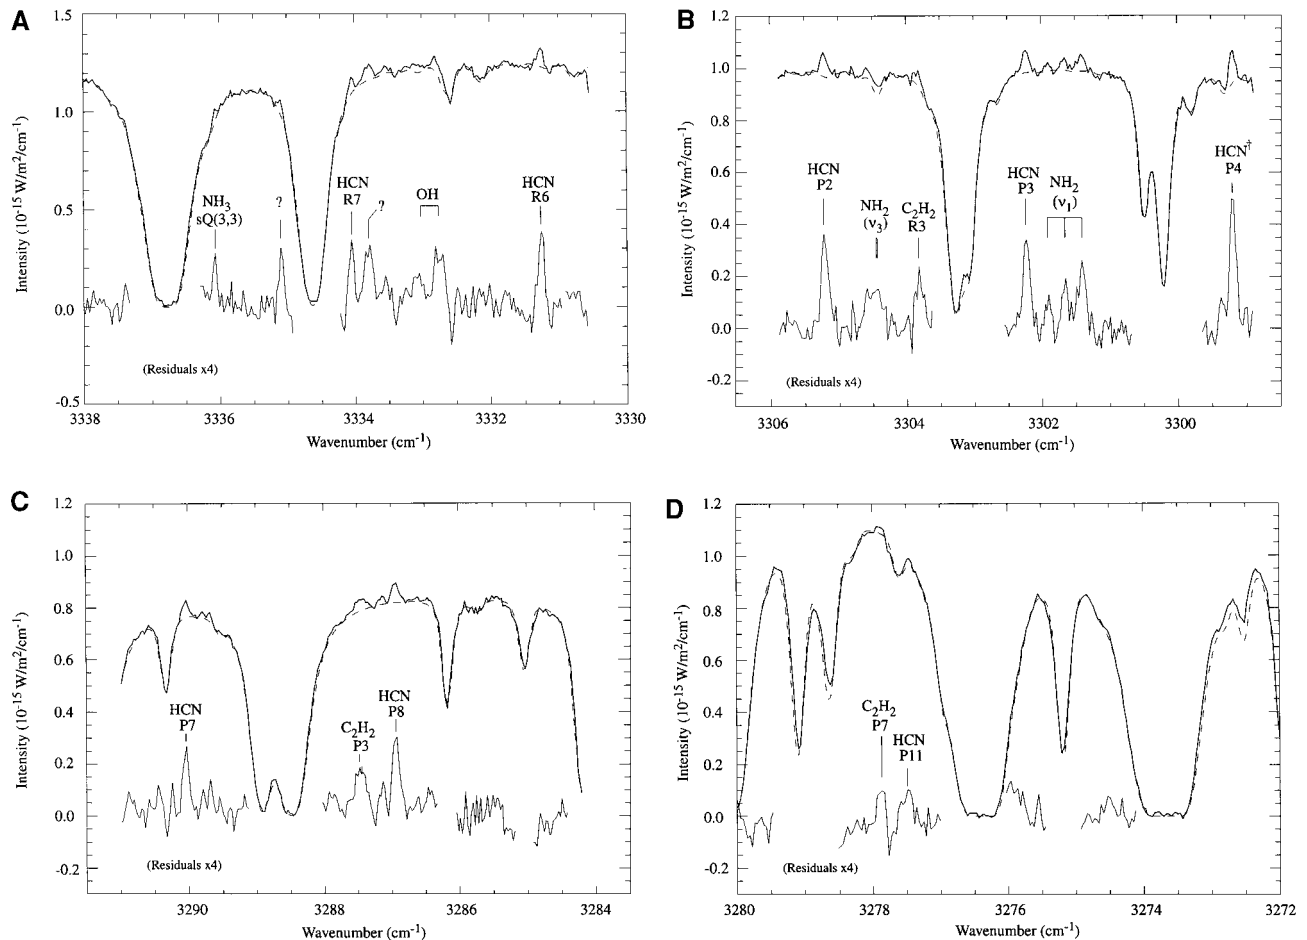 A
1.5
1.0
0.5
0.0
-0.5
Intensity (10⁻¹⁵ W/m²/cm⁻¹)
NH₃
sQ(3,3)
?
HCN
R7
?
OH
HCN
R6
(Residuals x4)
3338
3336
3334
3332
3330
Wavenumber (cm⁻¹)
B
1.2
1.0
0.8
0.6
0.4
0.2
0.0
-0.2
Intensity (10⁻¹⁵ W/m²/cm⁻¹)
HCN
P2
NH₂
(ν₃)
C₂H₂
R3
HCN
P3
NH₂
(ν₁)
HCN†
P4
(Residuals x4)
3306
3304
3302
3300
Wavenumber (cm⁻¹)
C
1.2
1.0
0.8
0.6
0.4
0.2
0.0
-0.2
Intensity (10⁻¹⁵ W/m²/cm⁻¹)
HCN
P7
C₂H₂
P3
HCN
P8
(Residuals x4)
3290
3288
3286
3284
Wavenumber (cm⁻¹)
D
1.2
1.0
0.8
0.6
0.4
0.2
0.0
-0.2
Intensity (10⁻¹⁵ W/m²/cm⁻¹)
C₂H₂
P7
HCN
P11
(Residuals x4)
3280
3278
3276
3274
3272
Wavenumber (cm⁻¹)